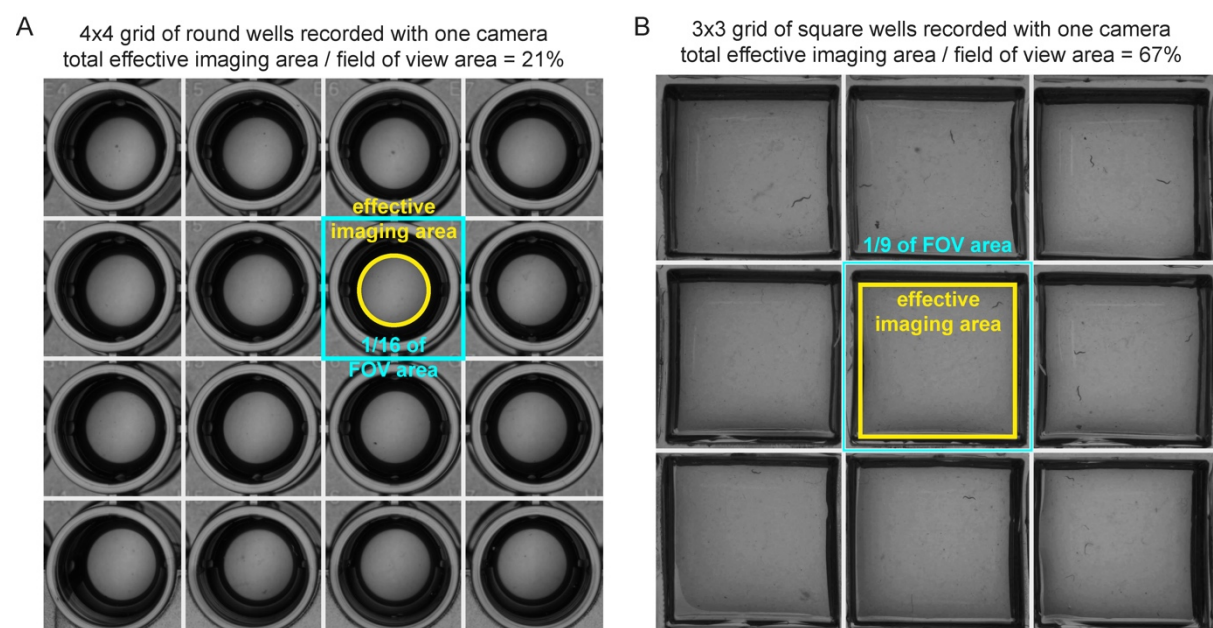 A
4x4 grid of round wells recorded with one camera
total effective imaging area / field of view area = 21%
effective
imaging area
1/16 of
FOV area
B
3x3 grid of square wells recorded with one camera
total effective imaging area / field of view area = 67%
1/9 of FOV area
effective
imaging area